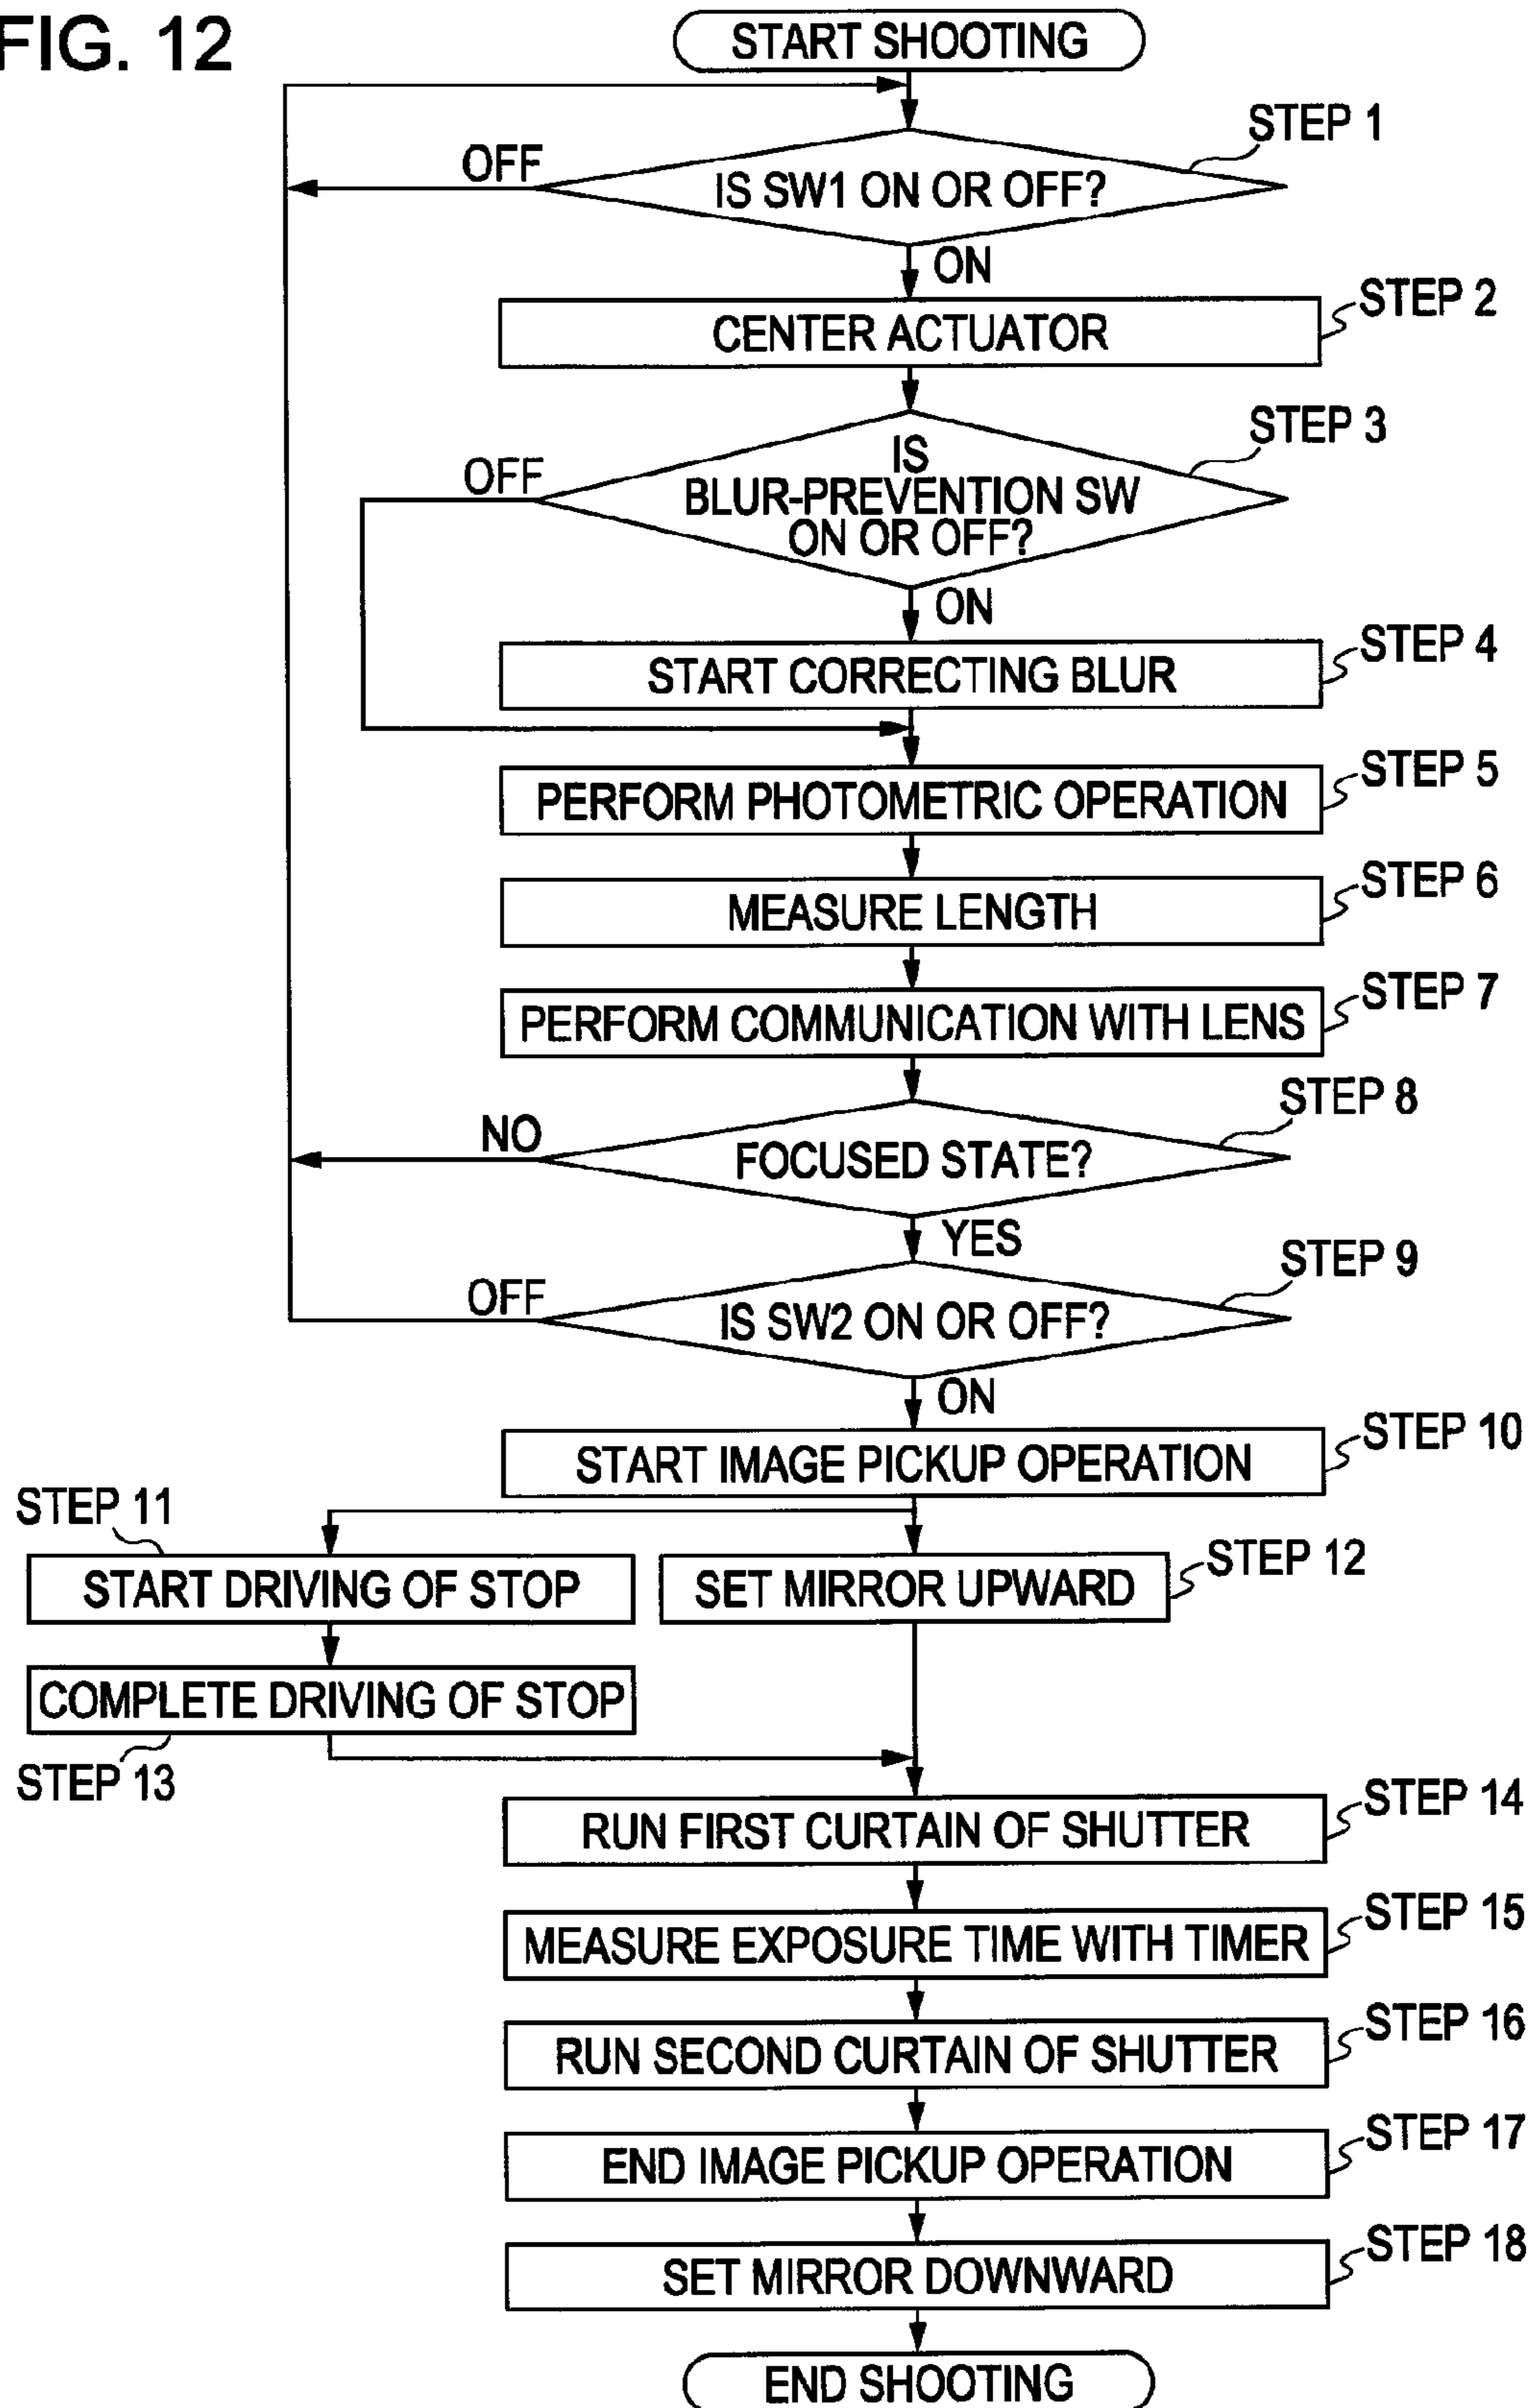 FIG. 12
START SHOOTING
STEP 1
OFF
IS SW1 ON OR OFF?
ON
STEP 2
CENTER ACTUATOR
STEP 3
OFF
IS
BLUR-PREVENTION SW
ON OR OFF?
ON
STEP 4
START CORRECTING BLUR
STEP 5
PERFORM PHOTOMETRIC OPERATION
STEP 6
MEASURE LENGTH
STEP 7
PERFORM COMMUNICATION WITH LENS
STEP 8
NO
FOCUSED STATE?
YES
STEP 9
OFF
IS SW2 ON OR OFF?
ON
STEP 10
START IMAGE PICKUP OPERATION
STEP 11
START DRIVING OF STOP
STEP 12
SET MIRROR UPWARD
COMPLETE DRIVING OF STOP
STEP 13
STEP 14
RUN FIRST CURTAIN OF SHUTTER
STEP 15
MEASURE EXPOSURE TIME WITH TIMER
STEP 16
RUN SECOND CURTAIN OF SHUTTER
STEP 17
END IMAGE PICKUP OPERATION
STEP 18
SET MIRROR DOWNWARD
END SHOOTING